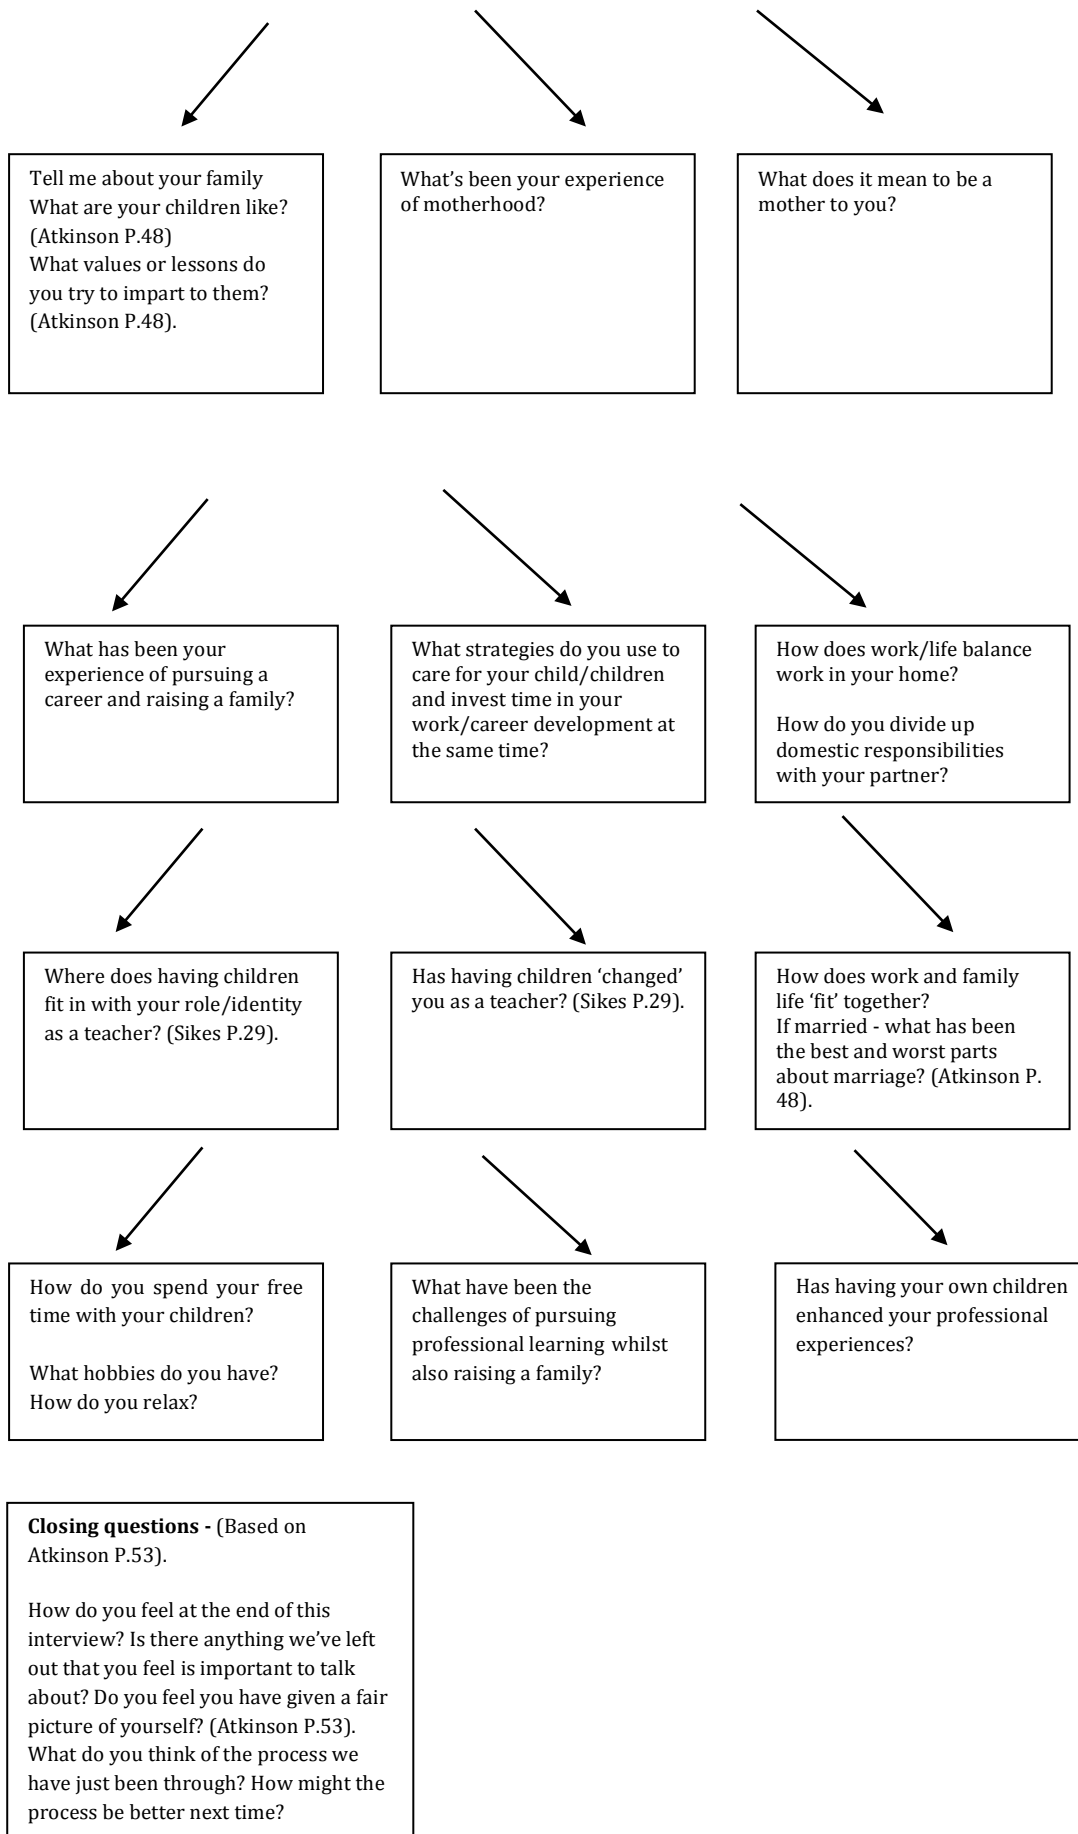 Tell me about your family
What are your children like?
(Atkinson P.48)
What values or lessons do
you try to impart to them?
(Atkinson P.48).
What's been your experience
of motherhood?
What does it mean to be a
mother to you?
What has been your
experience of pursuing a
career and raising a family?
What strategies do you use to
care for your child/children
and invest time in your
work/career development at
the same time?
How does work/life balance
work in your home?
How do you divide up
domestic responsibilities
with your partner?
Where does having children
fit in with your role/identity
as a teacher? (Sikes P.29).
Has having children ‘changed’
you as a teacher? (Sikes P.29).
How does work and family
life ‘fit’ together?
If married - what has been
the best and worst parts
about marriage? (Atkinson P.
48).
How do you spend your free
time with your children?
What hobbies do you have?
How do you relax?
What have been the
challenges of pursuing
professional learning whilst
also raising a family?
Has having your own children
enhanced your professional
experiences?
Closing questions - (Based on
Atkinson P.53).
How do you feel at the end of this
interview? Is there anything we’ve left
out that you feel is important to talk
about? Do you feel you have given a fair
picture of yourself? (Atkinson P.53).
What do you think of the process we
have just been through? How might the
process be better next time?